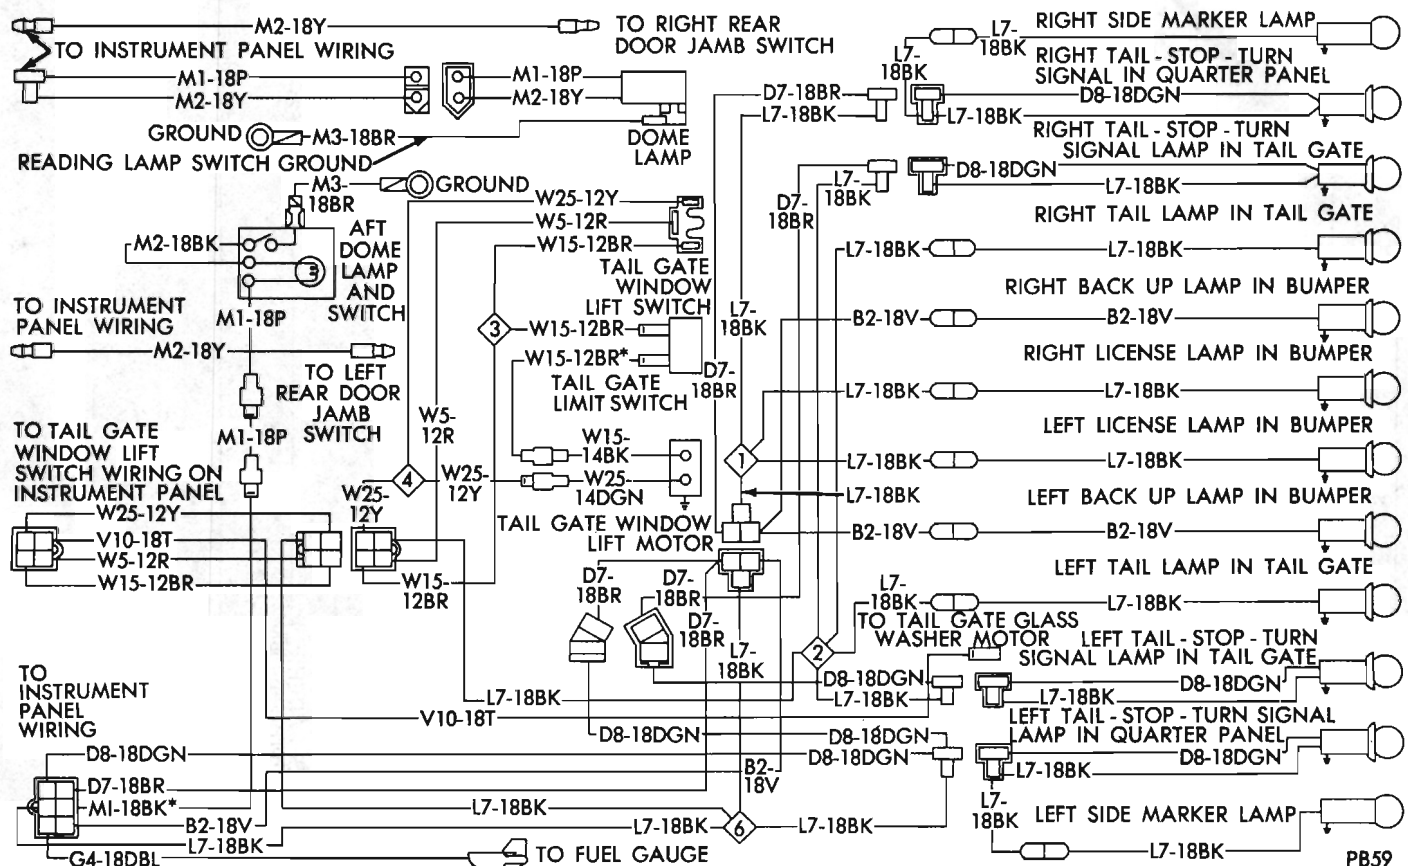 M2-18Y
TO RIGHT REAR
DOOR JAMB SWITCH
TO INSTRUMENT PANEL WIRING
M1-18P
M2-18Y
M1-18P
M2-18Y
DOME
LAMP
GROUND
M3-18BR
READING LAMP SWITCH GROUND
M3-
18BR
GROUND
M2-18BK
AFT
DOME
LAMP
AND
SWITCH
M1-18P
TO INSTRUMENT
PANEL WIRING
M2-18Y
TO LEFT
REAR DOOR
JAMB
SWITCH
M1-18P
W25-12Y
W5-12R
W15-12BR
TAIL GATE
WINDOW
LIFT SWITCH
3
W15-12BR
W15-12BR*
TAIL GATE
LIMIT SWITCH
W5-
12R
W15-
14BK
W25-
14DGN
4
W25-
12Y
W25-
12Y
TAIL GATE WINDOW
LIFT MOTOR
W15-
12BR
TO TAIL GATE
WINDOW LIFT
SWITCH WIRING ON
INSTRUMENT PANEL
W25-12Y
V10-18T
W5-12R
W15-12BR
L7-
18BK
RIGHT SIDE MARKER LAMP
L7-
18BK
RIGHT TAIL - STOP - TURN
SIGNAL IN QUARTER PANEL
D7-18BR
L7-18BK
D8-18DGN
L7-18BK
RIGHT TAIL - STOP - TURN
SIGNAL LAMP IN TAIL GATE
L7-
18BK
D7-
18BR
D8-18DGN
L7-18BK
RIGHT TAIL LAMP IN TAIL GATE
L7-18BK
L7-18BK
RIGHT BACK UP LAMP IN BUMPER
L7-
18BK
B2-18V
B2-18V
RIGHT LICENSE LAMP IN BUMPER
D7-
18BR
L7-18BK
L7-18BK
LEFT LICENSE LAMP IN BUMPER
1
L7-18BK
L7-18BK
L7-18BK
LEFT BACK UP LAMP IN BUMPER
B2-18V
B2-18V
LEFT TAIL LAMP IN TAIL GATE
D7-
18BR
D7-
18BR
D7-
18BR
L7-
18BK
L7-
18BK
L7-18BK
TO TAIL GATE GLASS
WASHER MOTOR
2
LEFT TAIL - STOP - TURN
SIGNAL LAMP IN TAIL GATE
D8-18DGN
L7-18BK
D8-18DGN
L7-18BK
L7-18BK
V10-18T
LEFT TAIL - STOP - TURN SIGNAL
LAMP IN QUARTER PANEL
D8-18DGN
D8-18DGN
D8-18DGN
D8-18DGN
L7-18BK
TO
INSTRUMENT
PANEL
WIRING
D8-18DGN
D7-18BR
M1-18BK*
B2-18V
L7-18BK
G4-18DBL
B2-
18V
L7-18BK
L7-18BK
6
L7-18BK
L7-
18BK
LEFT SIDE MARKER LAMP
L7-18BK
TO FUEL GAUGE
PB59